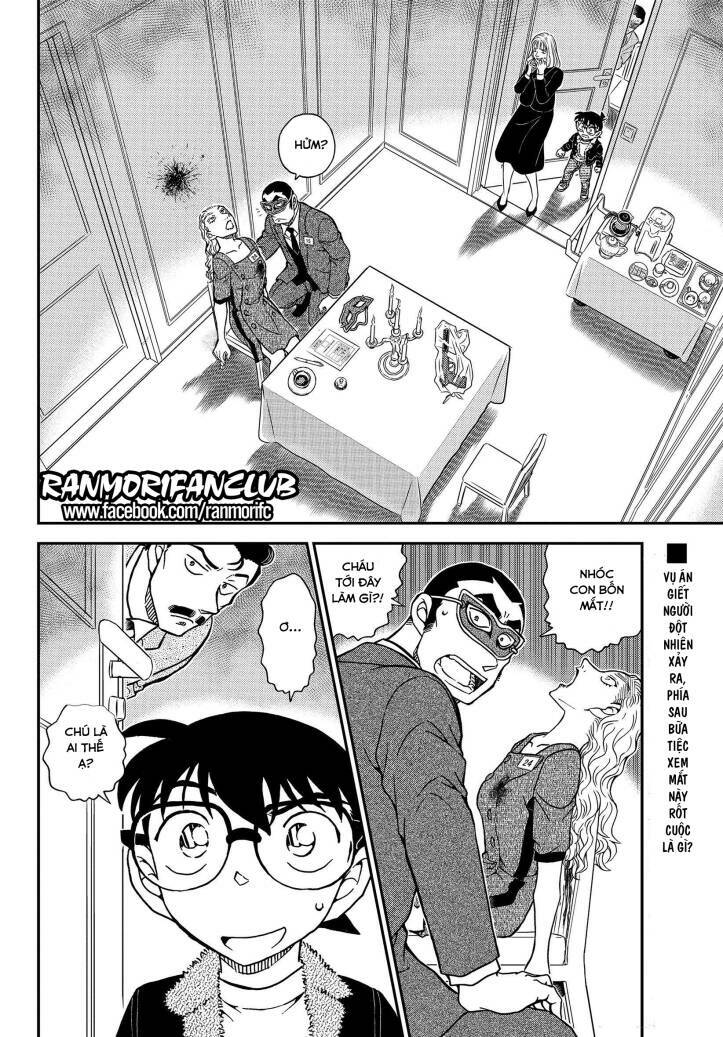 HỬM?
RANMORIFANCLUB
www.facebook.com/ranmorifc
NHÓC
CON BỐN
MẮT!!
CHÁU
TỚI ĐÂY
LÀM GÌ?!
24
Ơ...
CHÚ LÀ
AI THẾ
Ạ?
VỤ ÁN
GIẾT
NGƯỜI
ĐỘT
NHIÊN
XẢY
RA,
PHÍA
SAU
BỮA
TIỆC
XEM
MẮT
NÀY
RỐT
CUỘC
LÀ GÌ?